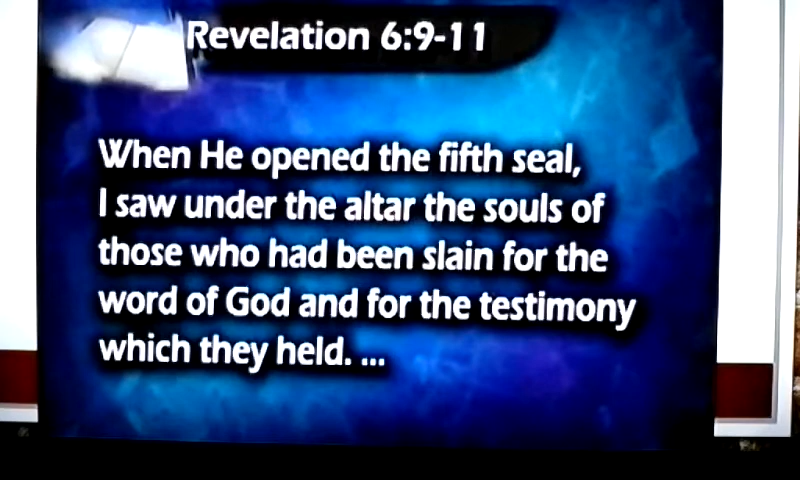 Revelation 6:9-11
When He opened the fifth seal,
I saw under the altar the souls of
those who had been slain for the
word of God and for the testimony
which they held. ...